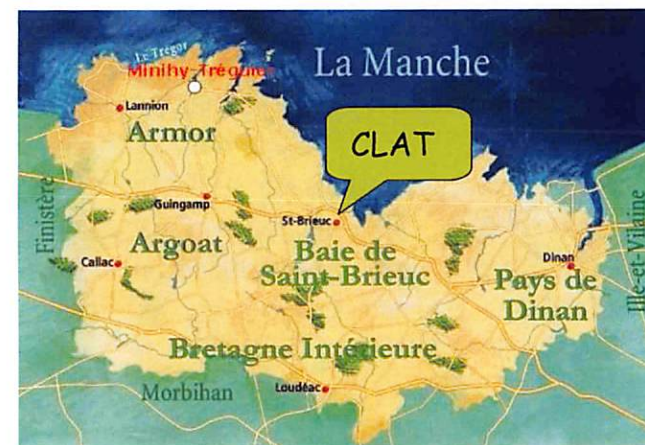 Le Trégor
La Manche
Minihy-Tréguier
Lannion
Armor
CLAT
Finistère
Guingamp
St-Brieuc
Ille-et-Vilaine
Argoat
Baie de
Saint-Brieuc
Callac
Dinan
Pays de
Dinan
Bretagne Intérieure
Morbihan
Loudéac